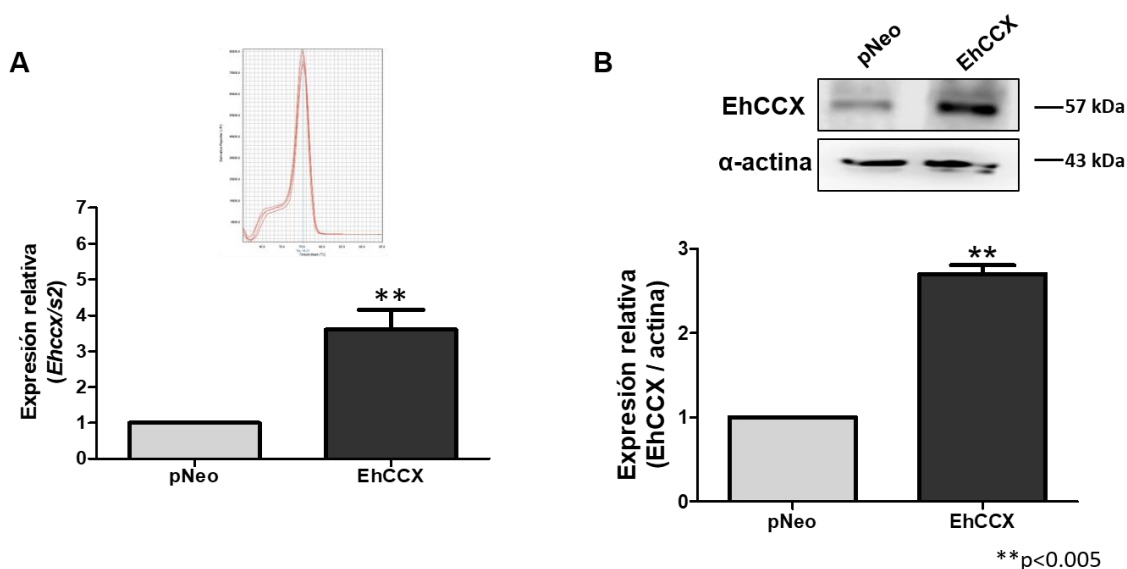 A
Expresión relativa
(Ehccx/s2)
7
6
5
4
3
2
1
0
**
pNeo
EhCCX
B
pNeo
EhCCX
EhCCX
57 kDa
α-actina
43 kDa
Expresión relativa
(EhCCX / actina)
3
2
1
0
**
pNeo
EhCCX
**p<0.005